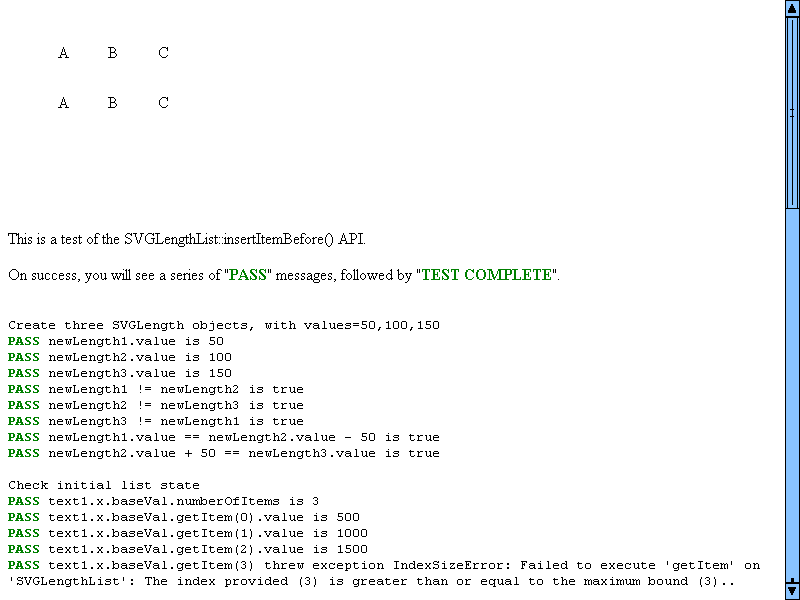 A B C
A B C
This is a test of the SVGLengthList::insertItemBefore() API.
On success, you will see a series of "PASS" messages, followed by "TEST COMPLETE".
Create three SVGLength objects, with values=50,100,150
PASS newLength1.value is 50
PASS newLength2.value is 100
PASS newLength3.value is 150
PASS newLength1 != newLength2 is true
PASS newLength2 != newLength3 is true
PASS newLength3 != newLength1 is true
PASS newLength1.value == newLength2.value - 50 is true
PASS newLength2.value + 50 == newLength3.value is true
Check initial list state
PASS text1.x.baseVal.numberOfItems is 3
PASS text1.x.baseVal.getItem(0).value is 500
PASS text1.x.baseVal.getItem(1).value is 1000
PASS text1.x.baseVal.getItem(2).value is 1500
PASS text1.x.baseVal.getItem(3) threw exception IndexSizeError: Failed to execute 'getItem' on
'SVGLengthList': The index provided (3) is greater than or equal to the maximum bound (3)..